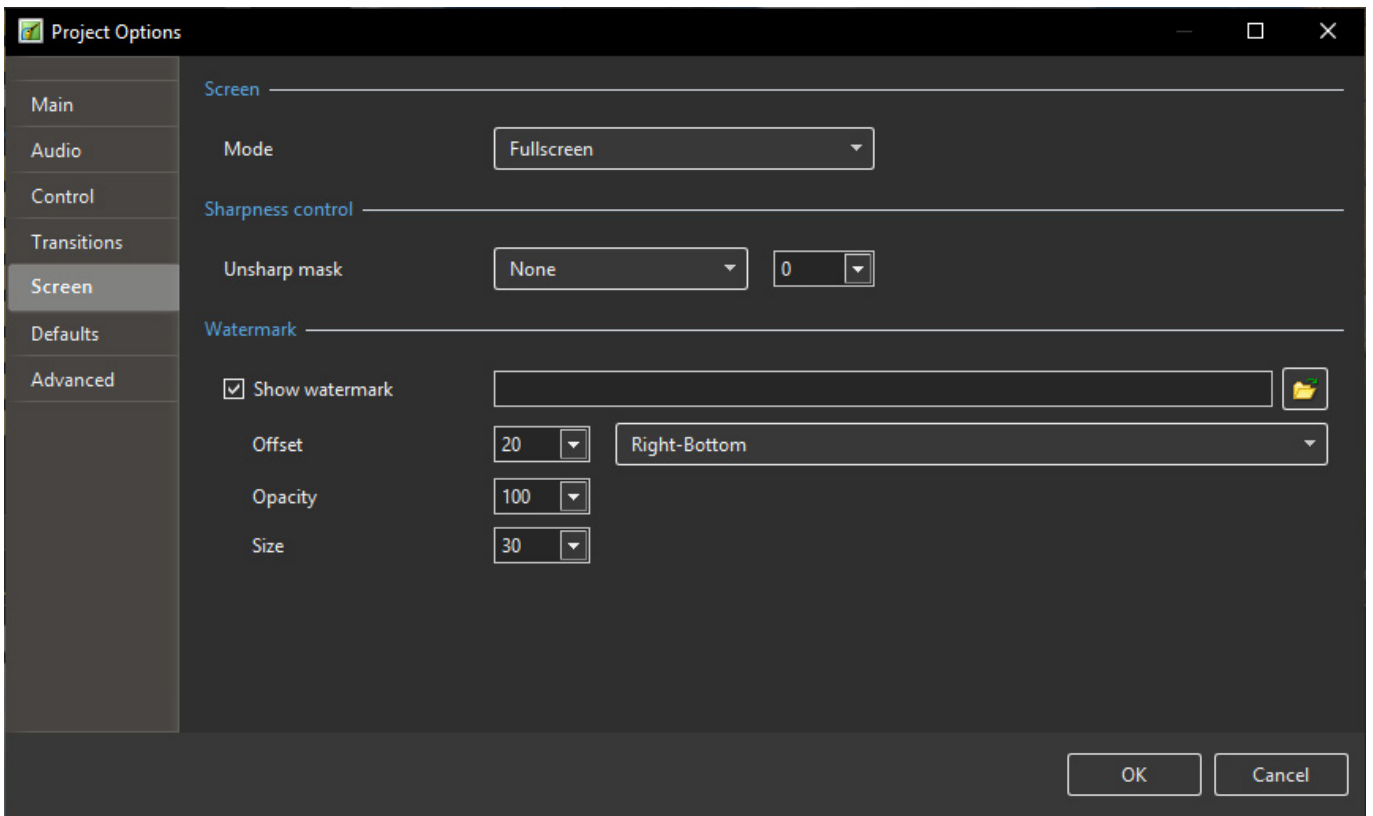 Project Options
Main
Audio
Control
Transitions
Screen
Defaults
Advanced
Screen
Mode Fullscreen
Sharpness control
Unsharp mask None 0
Watermark
Show watermark
Offset 20 Right-Bottom
Opacity 100
Size 30
OK Cancel